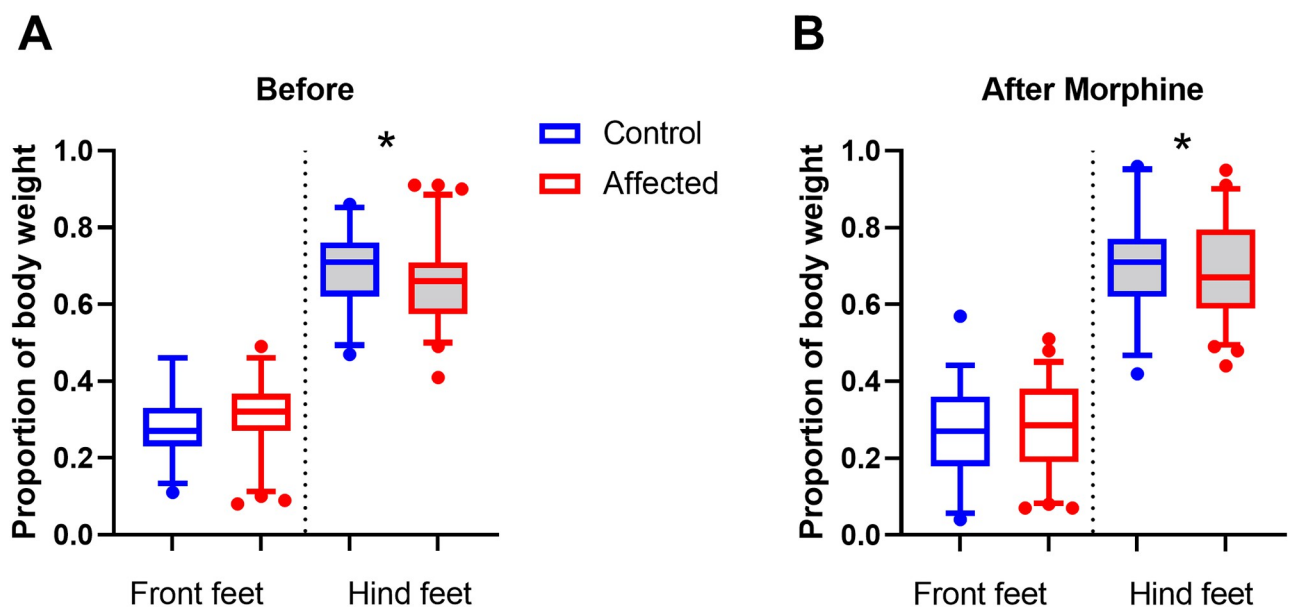 A
Before
*
Proportion of body weight
1.0
0.8
0.6
0.4
0.2
0.0
Front feet
Hind feet
Control
Affected
B
After Morphine
*
Proportion of body weight
1.0
0.8
0.6
0.4
0.2
0.0
Front feet
Hind feet